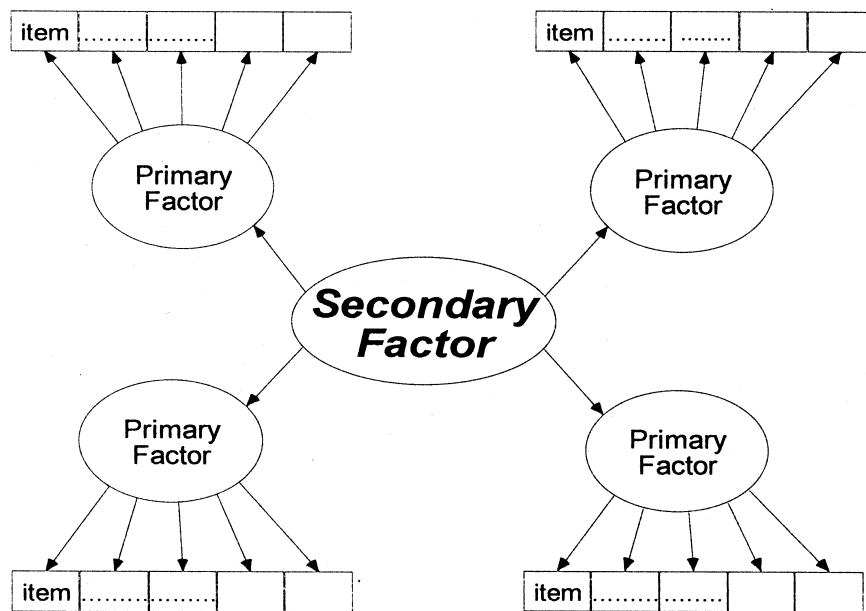 item ......... .........
item ........ ........
Primary
Factor
Primary
Factor
Secondary
Factor
Primary
Factor
Primary
Factor
item ......... .........
item ......... ........